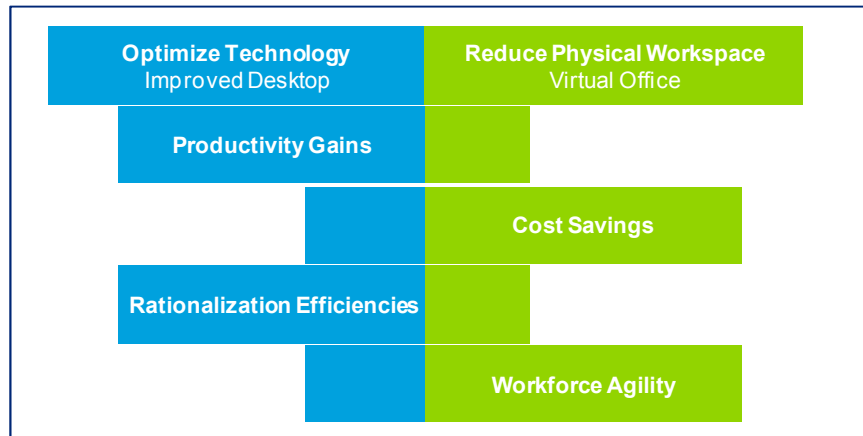 Optimize Technology
Improved Desktop
Reduce Physical Workspace
Virtual Office
Productivity Gains
Cost Savings
Rationalization Efficiencies
Workforce Agility